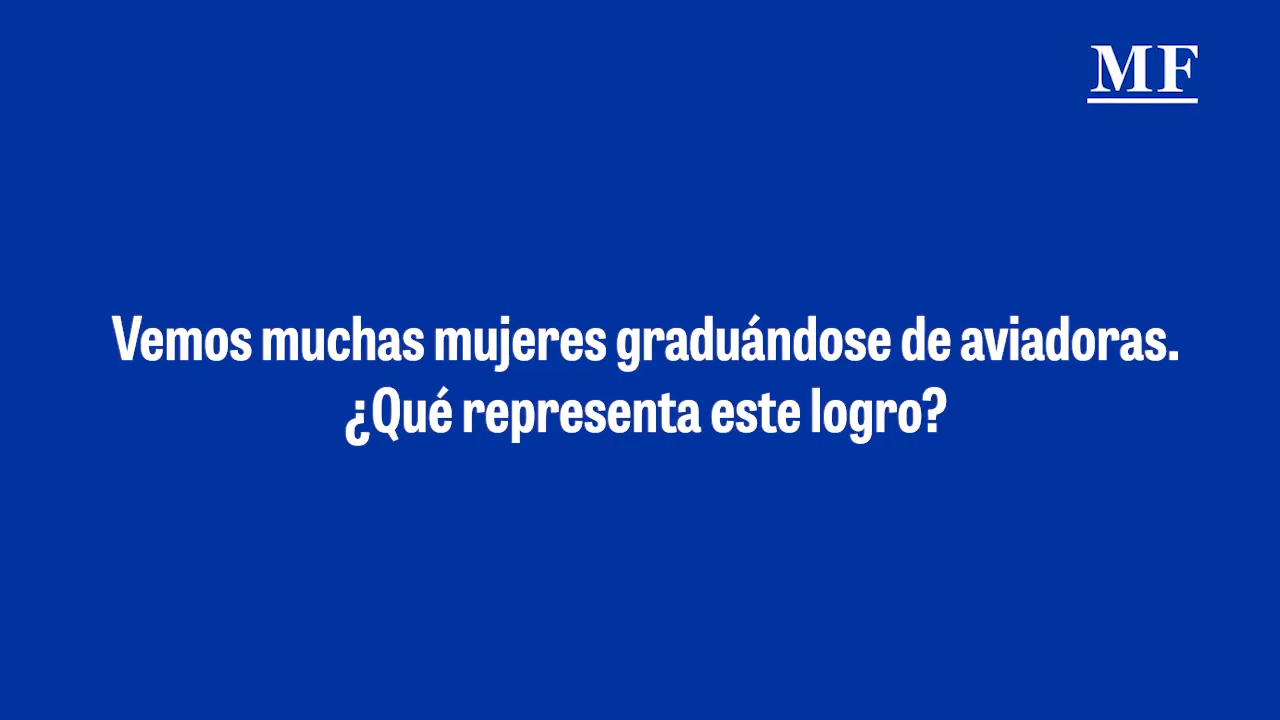 MF
Vemos muchas mujeres graduándose de aviadoras.
¿Qué representa este logro?